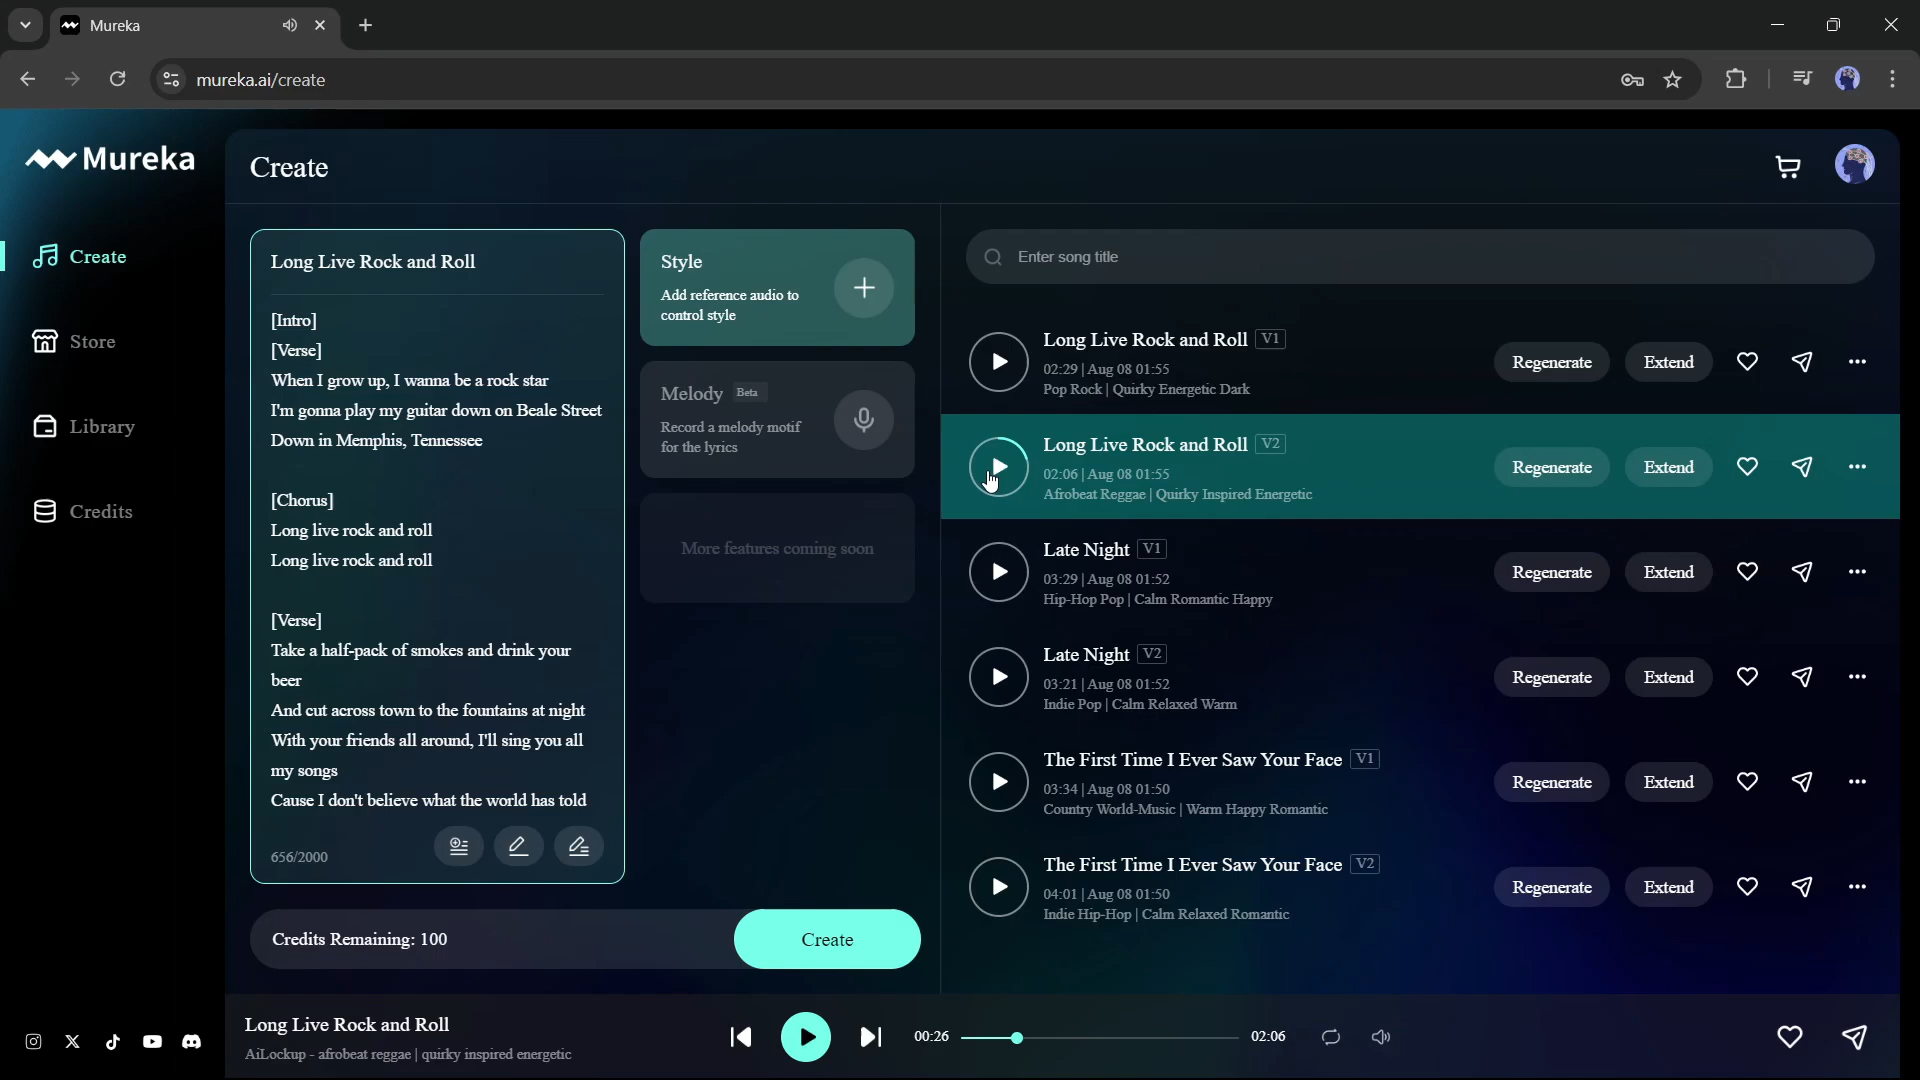 Mureka
mureka.ai/create
Mureka
Create
Store
Library
Credits
Create
Long Live Rock and Roll
[Intro]
[Verse]
When I grow up, I wanna be a rock star
I'm gonna play my guitar down on Beale Street
Down in Memphis, Tennessee
[Chorus]
Long live rock and roll
Long live rock and roll
[Verse]
Take a half-pack of smokes and drink your
beer
And cut across town to the fountains at night
With your friends all around, I'll sing you all
my songs
Cause I don't believe what the world has told
656/2000
Style
Add reference audio to
control style
Melody Beta
Record a melody motif
for the lyrics
More features coming soon
Credits Remaining: 100
Create
Enter song title
Long Live Rock and Roll V1
02:29 | Aug 08 01:55
Pop Rock | Quirky Energetic Dark
Regenerate
Extend
Long Live Rock and Roll V2
02:06 | Aug 08 01:55
Afrobeat Reggae | Quirky Inspired Energetic
Regenerate
Extend
Late Night V1
03:29 | Aug 08 01:52
Hip-Hop Pop | Calm Romantic Happy
Regenerate
Extend
Late Night V2
03:21 | Aug 08 01:52
Indie Pop | Calm Relaxed Warm
Regenerate
Extend
The First Time I Ever Saw Your Face V1
03:34 | Aug 08 01:50
Country World-Music | Warm Happy Romantic
Regenerate
Extend
The First Time I Ever Saw Your Face V2
04:01 | Aug 08 01:50
Indie Hip-Hop | Calm Relaxed Romantic
Regenerate
Extend
Long Live Rock and Roll
AiLockup - afrobeat reggae | quirky inspired energetic
00:26
02:06